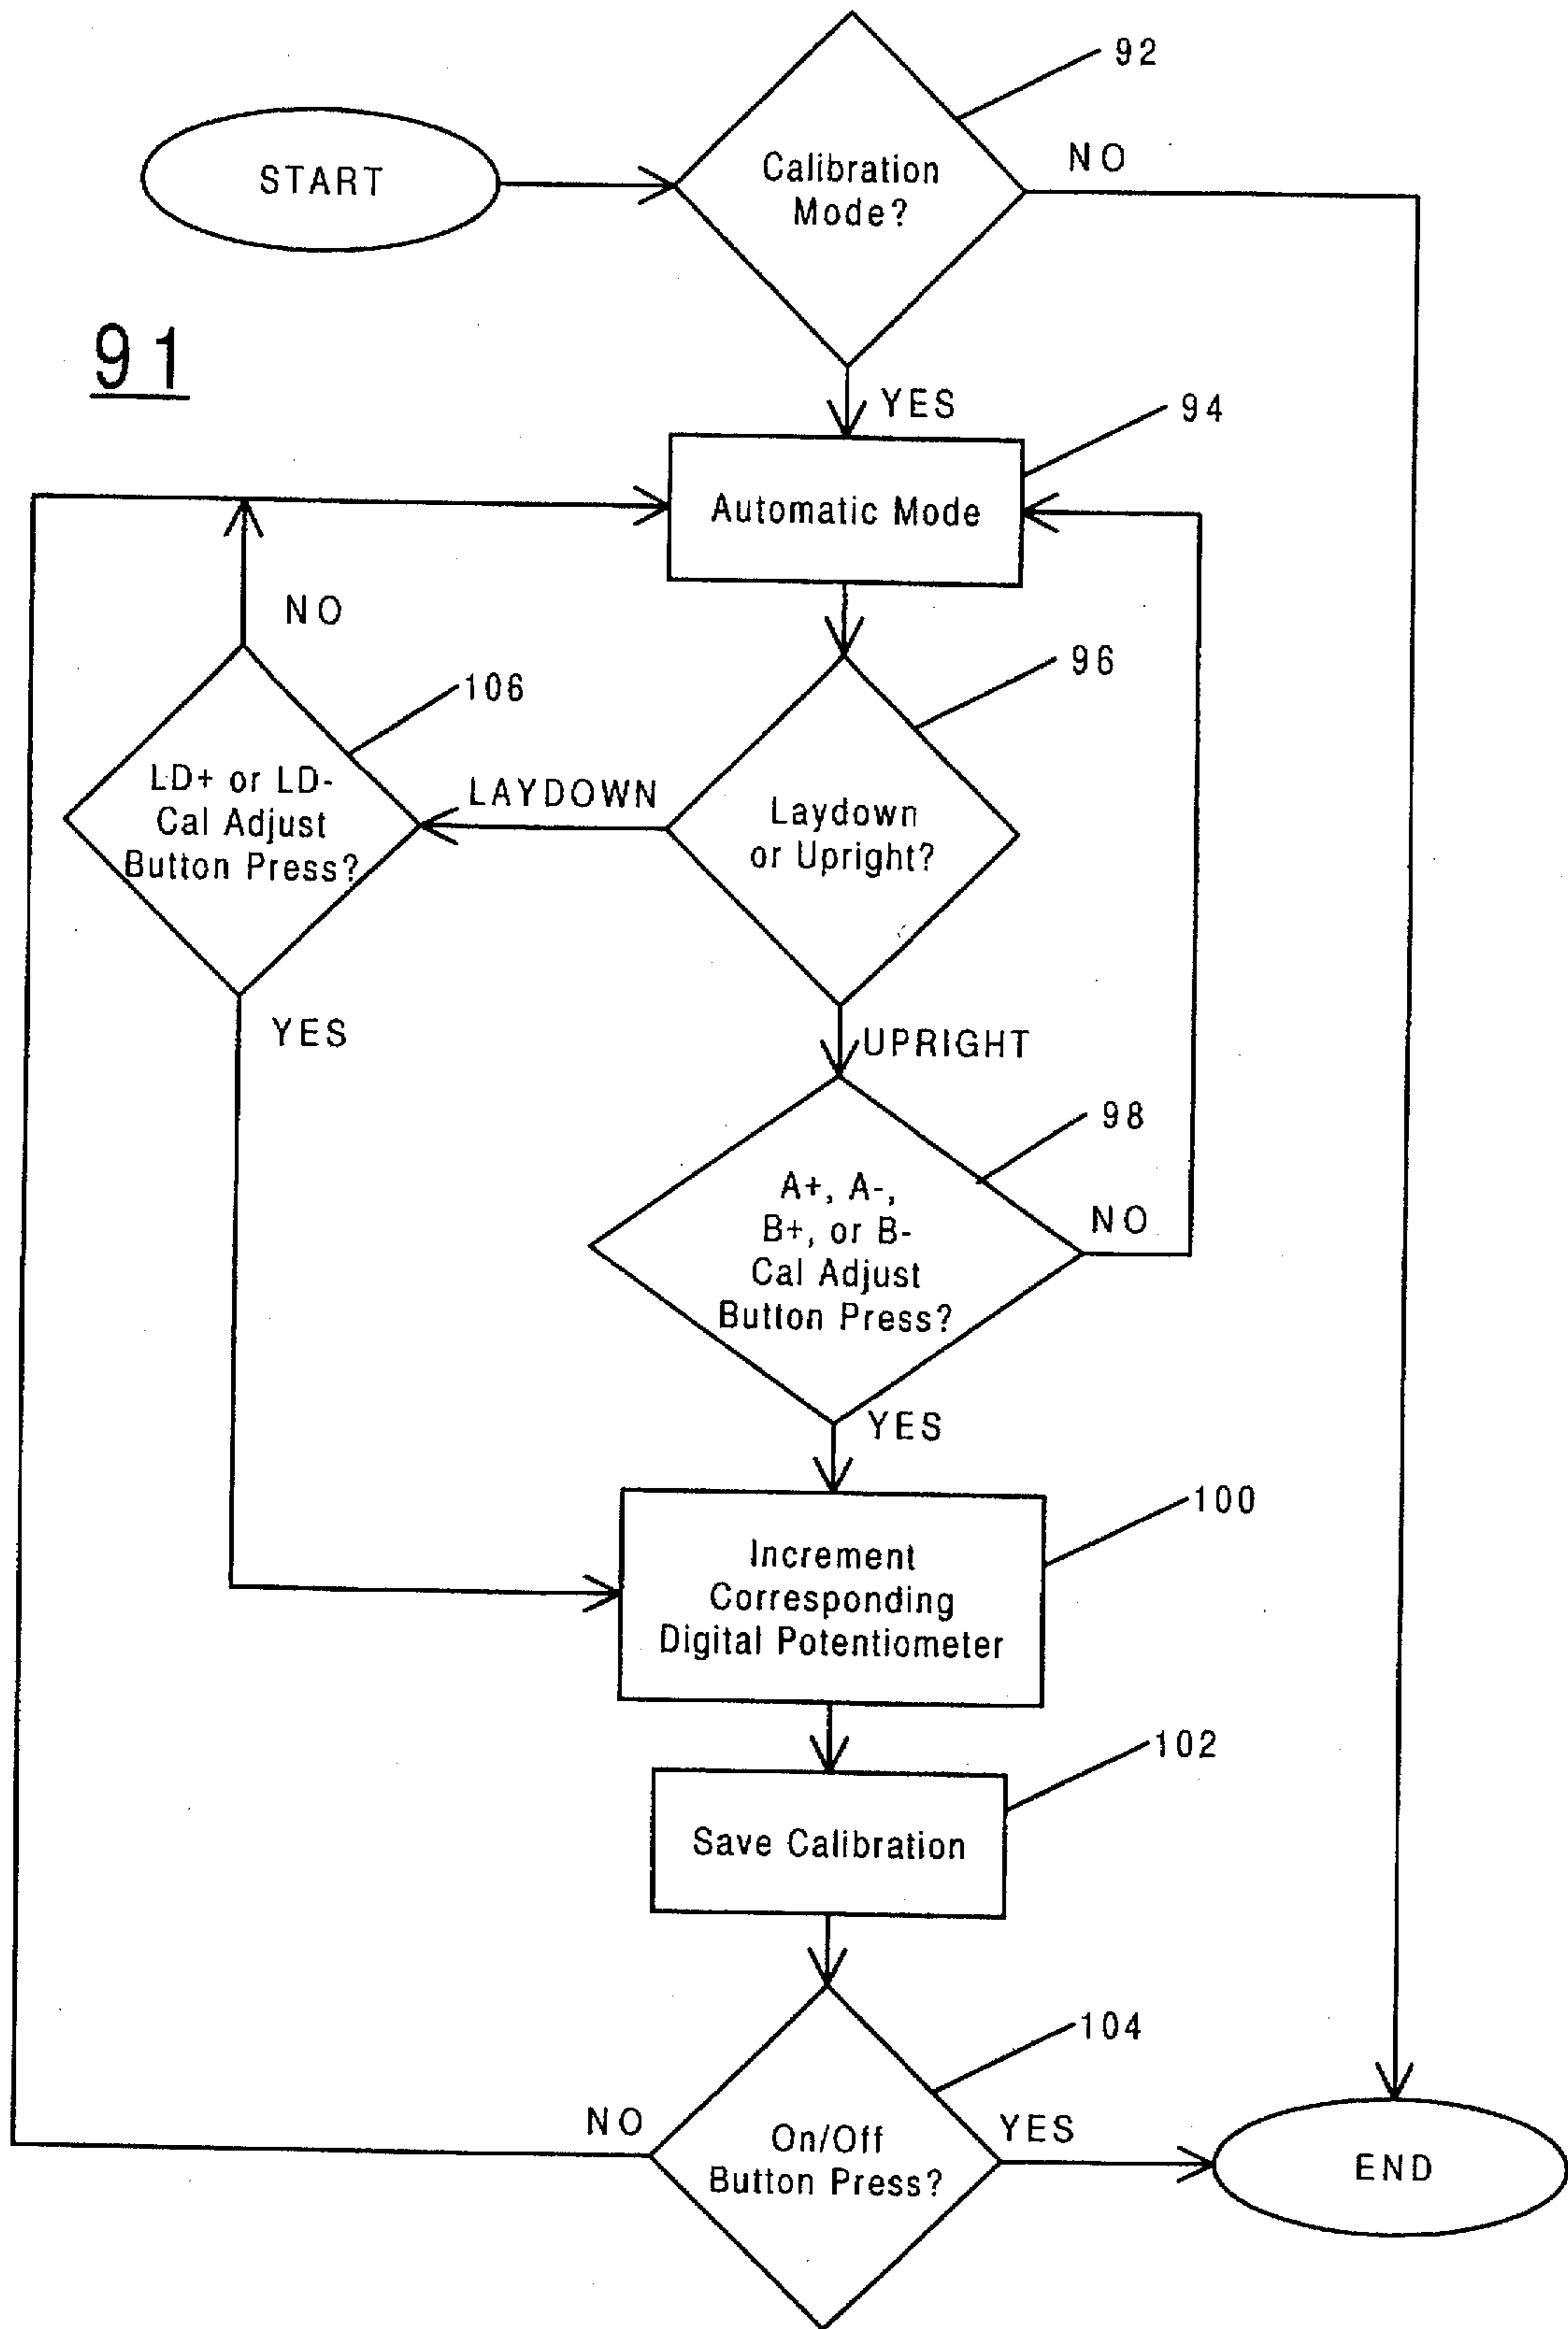 92
START
Calibration
Mode?
NO
91
YES
94
Automatic Mode
NO
96
106
LD+ or LD-
Cal Adjust
Button Press?
LAYDOWN
Laydown
or Upright?
YES
UPRIGHT
98
A+, A-,
B+, or B-
Cal Adjust
Button Press?
NO
YES
100
Increment
Corresponding
Digital Potentiometer
102
Save Calibration
104
NO
On/Off
Button Press?
YES
END